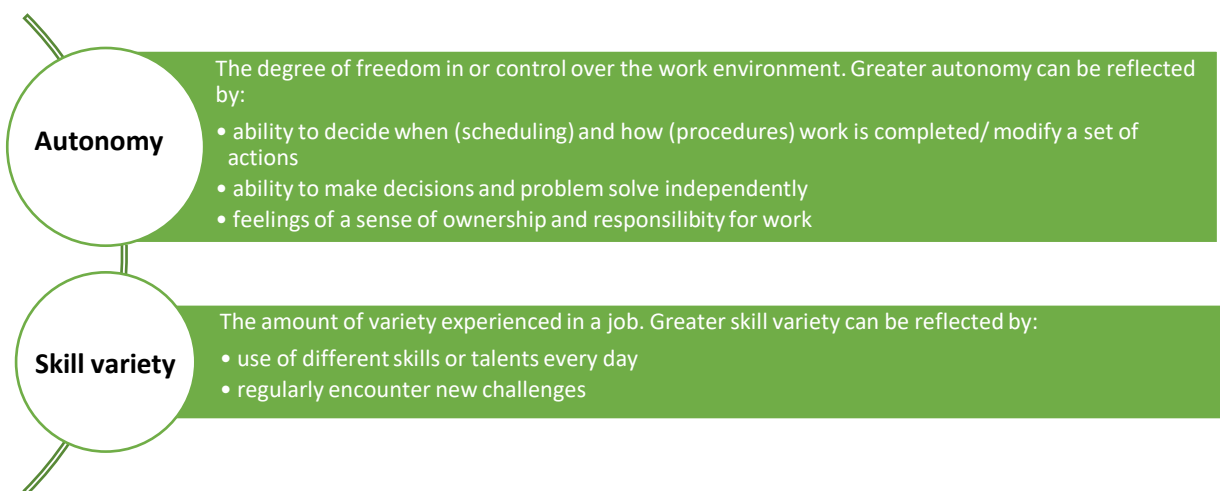 Autonomy
The degree of freedom in or control over the work environment. Greater autonomy can be reflected
by:
• ability to decide when (scheduling) and how (procedures) work is completed/ modify a set of
actions
• ability to make decisions and problem solve independently
• feelings of a sense of ownership and responsilibity for work
Skill variety
The amount of variety experienced in a job. Greater skill variety can be reflected by:
• use of different skills or talents every day
• regularly encounter new challenges